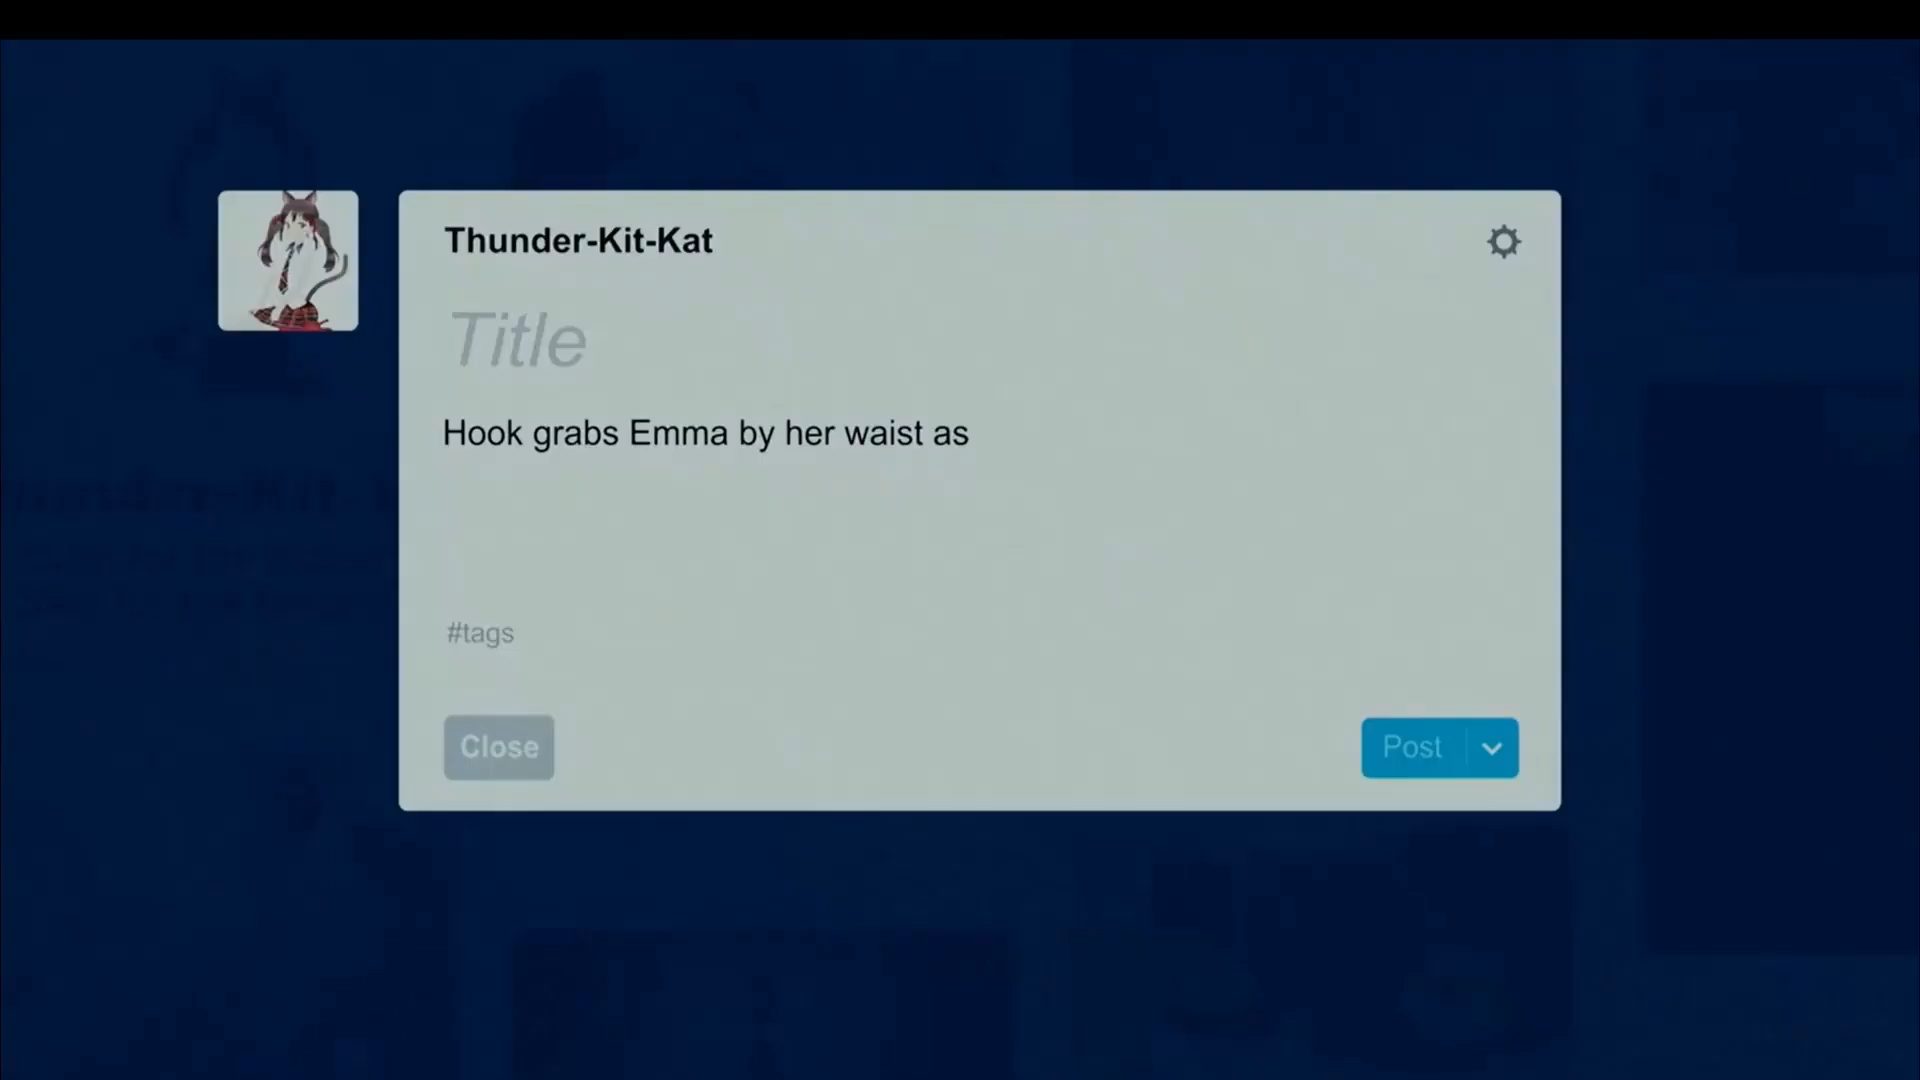 Thunder-Kit-Kat
Title
Hook grabs Emma by her waist as
#tags
Close
Post